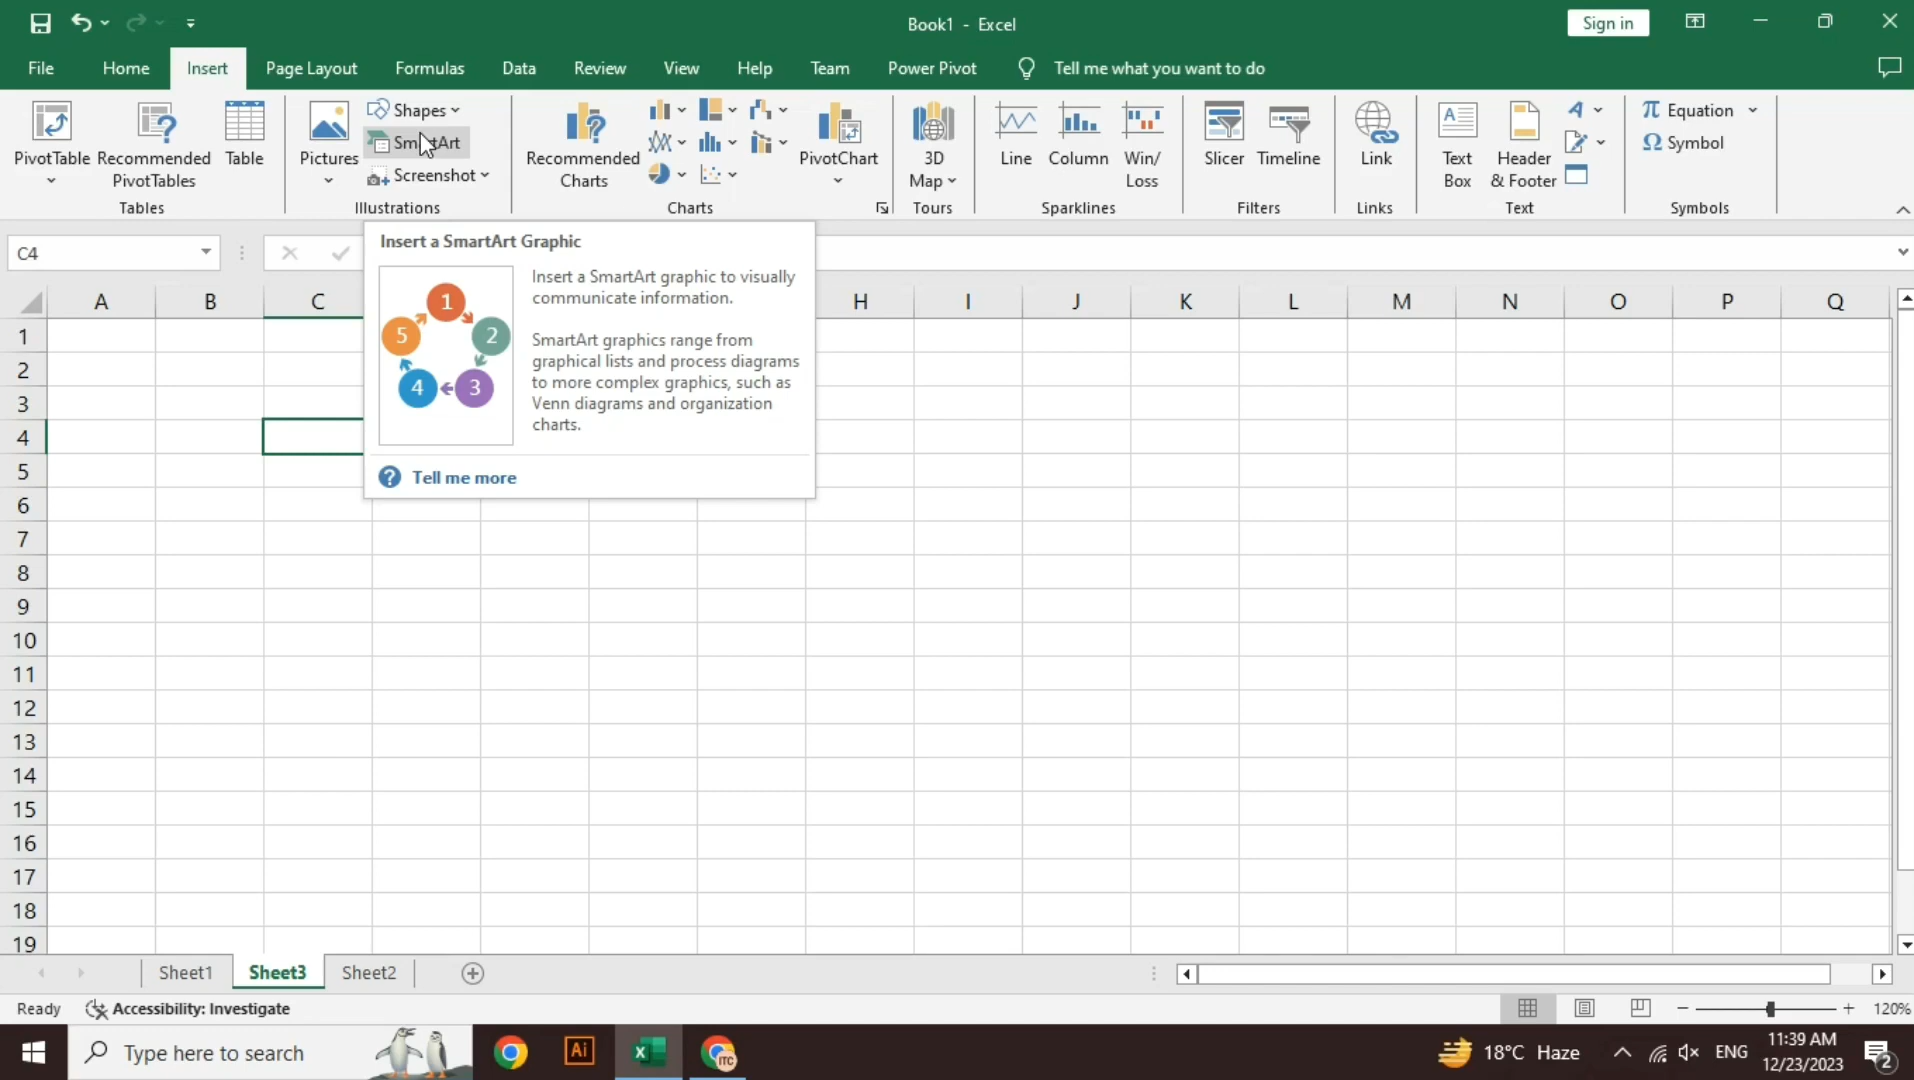 Book1 - Excel
Sign in
File Home Insert Page Layout Formulas Data Review View Help Team Power Pivot Tell me what you want to do
PivotTable
Recommended
PivotTables
Table
Tables
Pictures
Shapes
SmartArt
Screenshot
Illustrations
Recommended
Charts
PivotChart
Charts
3D
Map
Tours
Line
Column
Win/
Loss
Sparklines
Slicer
Timeline
Filters
Link
Links
Text
Box
Header
& Footer
Text
Equation
Symbol
Symbols
C4
Insert a SmartArt Graphic
1
2
3
4
5
Insert a SmartArt graphic to visually
communicate information.
SmartArt graphics range from
graphical lists and process diagrams
to more complex graphics, such as
Venn diagrams and organization
charts.
Tell me more
A B C H I J K L M N O P Q
1
2
3
4
5
6
7
8
9
10
11
12
13
14
15
16
17
18
19
Sheet1 Sheet3 Sheet2
Ready Accessibility: Investigate
120%
Type here to search
Ai
ITC
18°C Haze
ENG
11:39 AM
12/23/2023
2